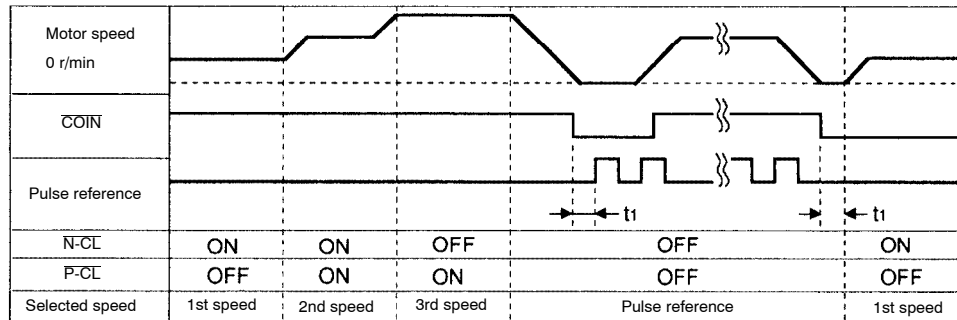 Motor speed
0 r/min
COIN
Pulse reference
t1 t1
N-CL ON ON OFF OFF ON
P-CL OFF ON ON OFF OFF
Selected speed 1st speed 2nd speed 3rd speed Pulse reference 1st speed